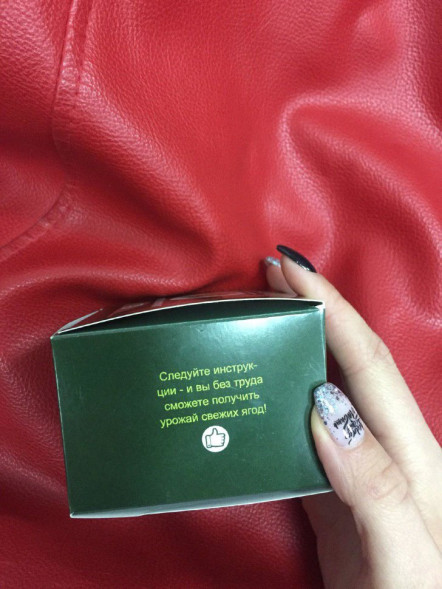 Следуйте инструк-
ции - и вы без труда
сможете получить
урожай свежих ягод!